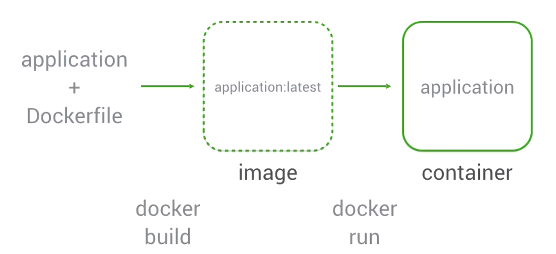 application
+
Dockerfile
application:latest
application
image
container
docker
build
docker
run